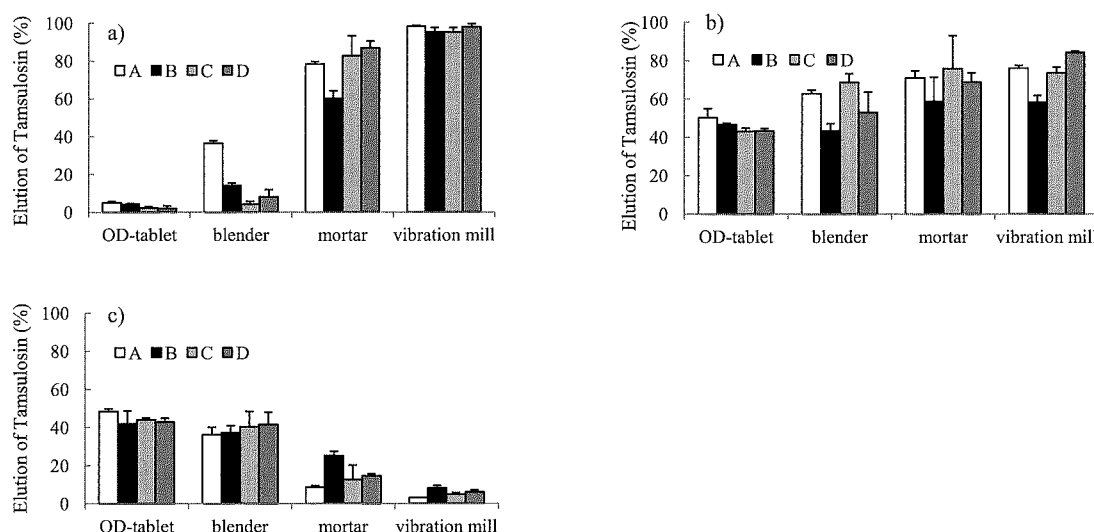 Elution of Tamsulosin (%)
100
80
60
40
20
0
a)
A B C D
OD-tablet blender mortar vibration mill
Elution of Tamsulosin (%)
100
80
60
40
20
0
b)
A B C D
OD-tablet blender mortar vibration mill
Elution of Tamsulosin (%)
100
80
60
40
20
0
c)
A B C D
OD-tablet blender mortar vibration mill